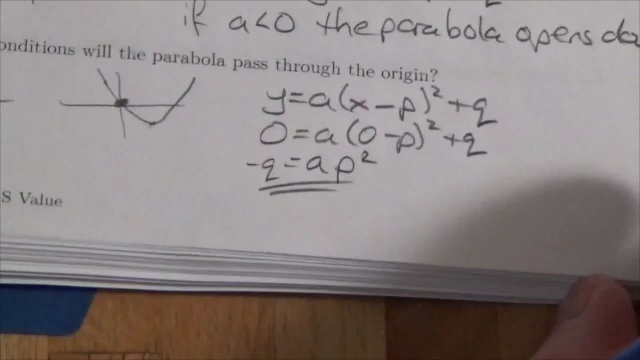 if a<0 the parabola opens do
onditions will the parabola pass through the origin?
y=a(x-p)²+q
0=a(0-p)²+q
-q=ap²
S Value